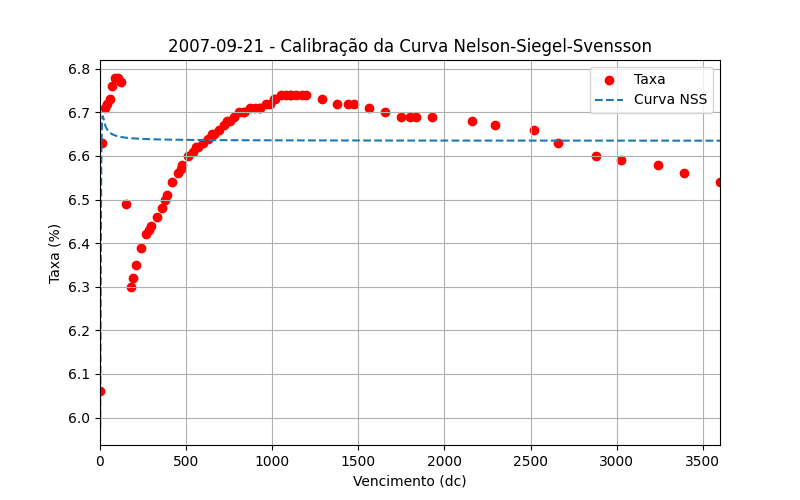 2007-09-21 - Calibração da Curva Nelson-Siegel-Svensson
Taxa
Curva NSS
Taxa (%)
6.8
6.7
6.6
6.5
6.4
6.3
6.2
6.1
6.0
0 500 1000 1500 2000 2500 3000 3500
Vencimento (dc)